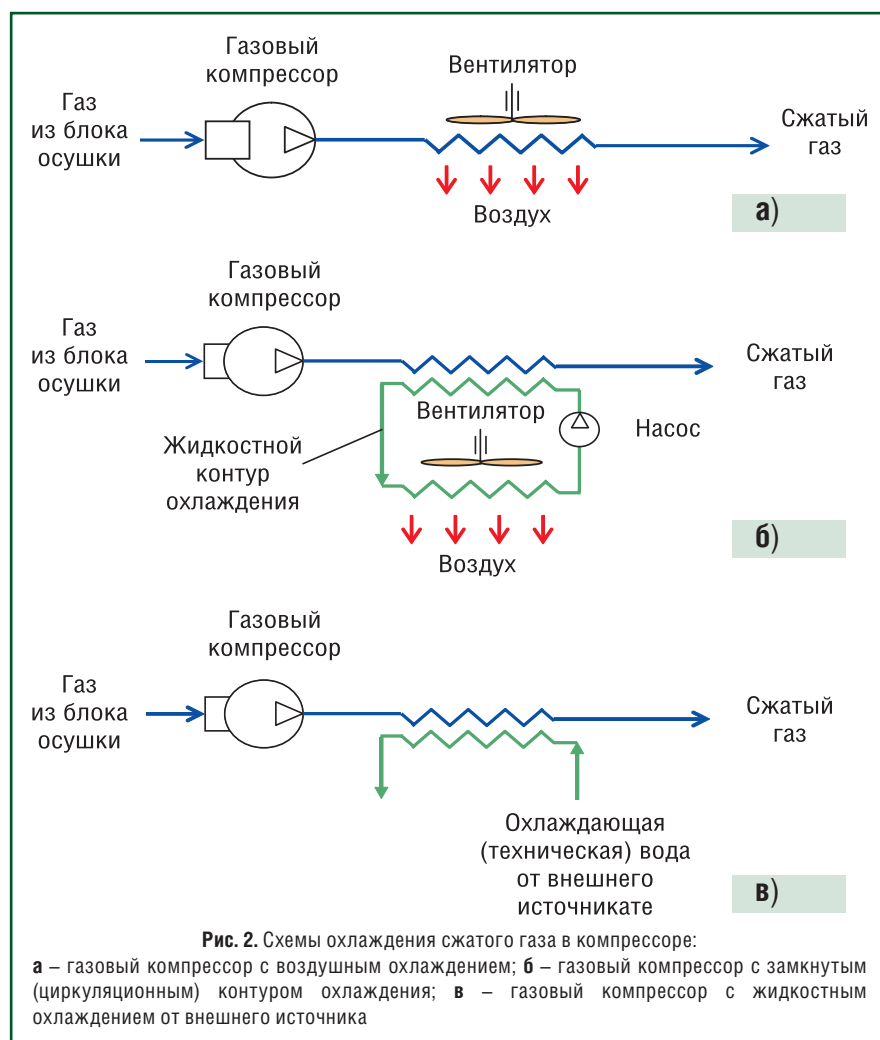 Газовый
компрессор
Вентилятор
Газ
из блока
осушки
Сжатый
газ
Воздух
а)
Газовый
компрессор
Газ
из блока
осушки
Сжатый
газ
Вентилятор
Насос
Жидкостной
контур
охлаждения
Воздух
б)
Газовый
компрессор
Газ
из блока
осушки
Сжатый
газ
Охлаждающая
(техническая) вода
от внешнего
источникате
в)
Рис. 2. Схемы охлаждения сжатого газа в компрессоре:
а – газовый компрессор с воздушным охлаждением; б – газовый компрессор с замкнутым
(циркуляционным) контуром охлаждения; в – газовый компрессор с жидкостным
охлаждением от внешнего источника